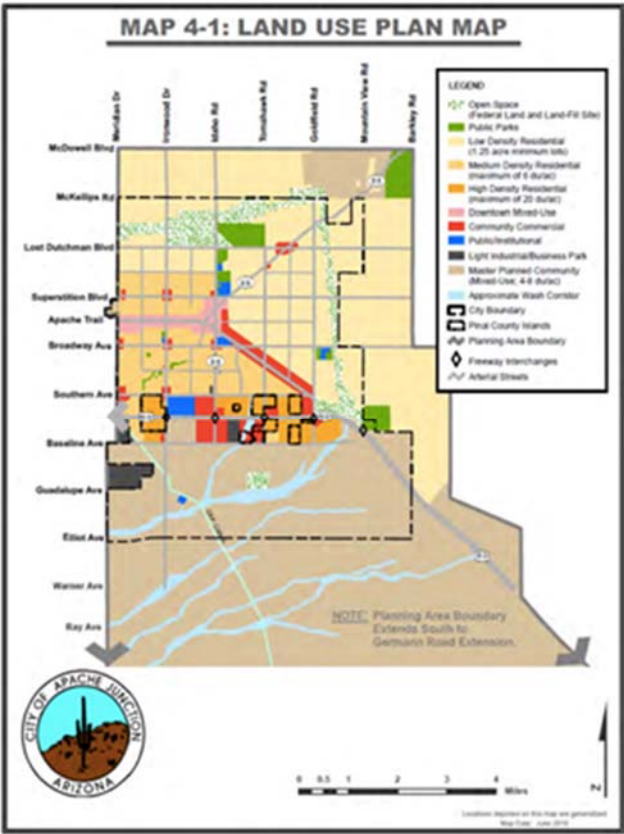 MAP 4-1: LAND USE PLAN MAP
Meridian Dr
Ironwood Dr
Idaho Rd
Tomahawk Rd
Goldfield Rd
Mountain View Rd
Barkley Rd
McDowell Blvd
McKellips Rd
Lost Dutchman Blvd
Superstition Blvd
Apache Trail
Broadway Ave
Southern Ave
Baseline Ave
Guadalupe Ave
Elliot Ave
Warner Ave
Ray Ave
LEGEND
Open Space
(Federal Land and Land-Fill Site)
Public Parks
Low Density Residential
(1.25 acre minimum lots)
Medium Density Residential
(maximum of 6 du/ac)
High Density Residential
(maximum of 20 du/ac)
Downtown Mixed-Use
Community Commercial
Public/Institutional
Light Industrial/Business Park
Master Planned Community
(Mixed-Use; 4-8 du/ac)
Approximate Wash Corridor
City Boundary
Pinal County Islands
Planning Area Boundary
Freeway Interchanges
Arterial Streets
NOTE: Planning Area Boundary
Extends South to
Germann Road Extension.
CITY OF APACHE JUNCTION
ARIZONA
0 0.5 1 2 3 4
Miles
N
Locations depicted on this map are generalized